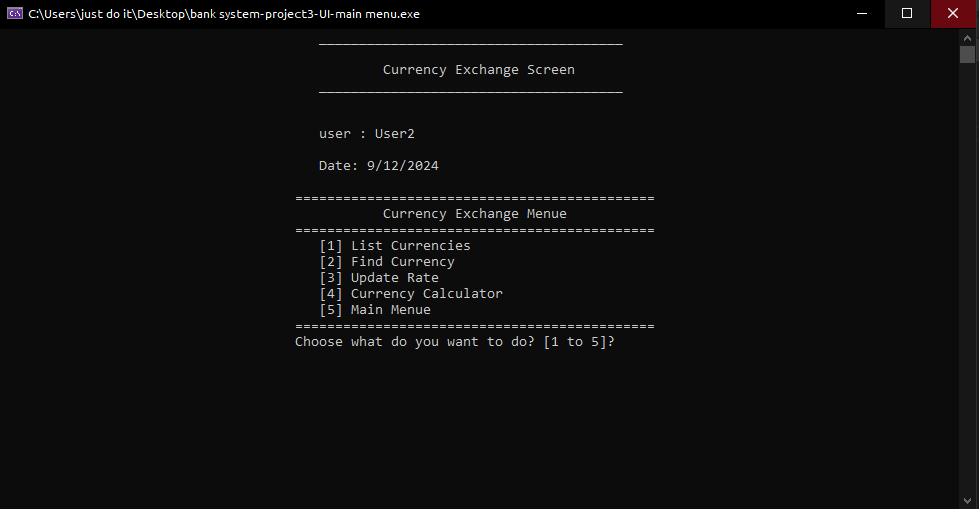 C:\Users\just do it\Desktop\bank system-project3-UI-main menu.exe
______________________________________
Currency Exchange Screen
______________________________________
user : User2
Date: 9/12/2024
=============================================
Currency Exchange Menue
=============================================
[1] List Currencies
[2] Find Currency
[3] Update Rate
[4] Currency Calculator
[5] Main Menue
=============================================
Choose what do you want to do? [1 to 5]?